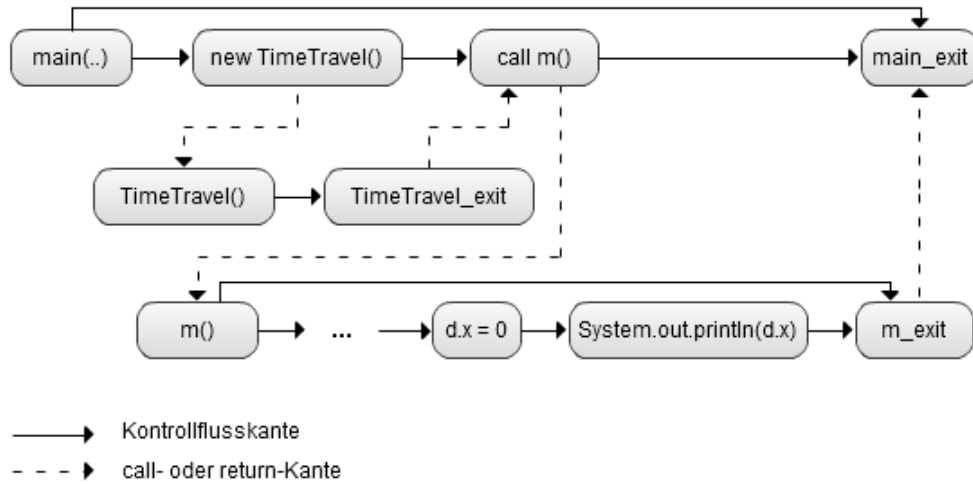 main(..)
new TimeTravel()
call m()
main_exit
TimeTravel()
TimeTravel_exit
m()
...
d.x = 0
System.out.println(d.x)
m_exit
Kontrollflusskante
call- oder return-Kante